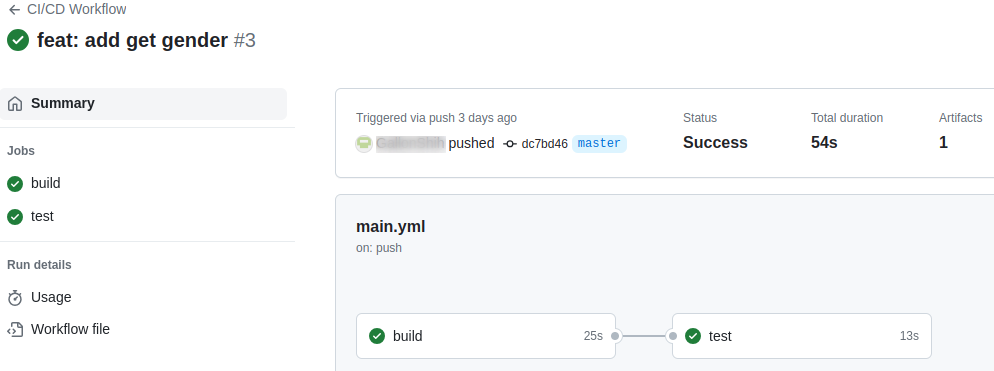 CI/CD Workflow
feat: add get gender #3
Summary
Jobs
build
test
Run details
Usage
Workflow file
Triggered via push 3 days ago
pushed dc7bd46 master
Status
Success
Total duration
54s
Artifacts
1
main.yml
on: push
build 25s
test 13s